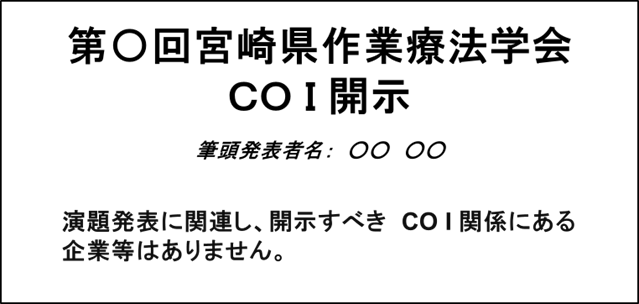 第〇回宮崎県作業療法学会
ＣＯＩ開示
筆頭発表者名： 〇〇 〇〇
演題発表に関連し、開示すべき ＣＯＩ関係にある
企業等はありません。